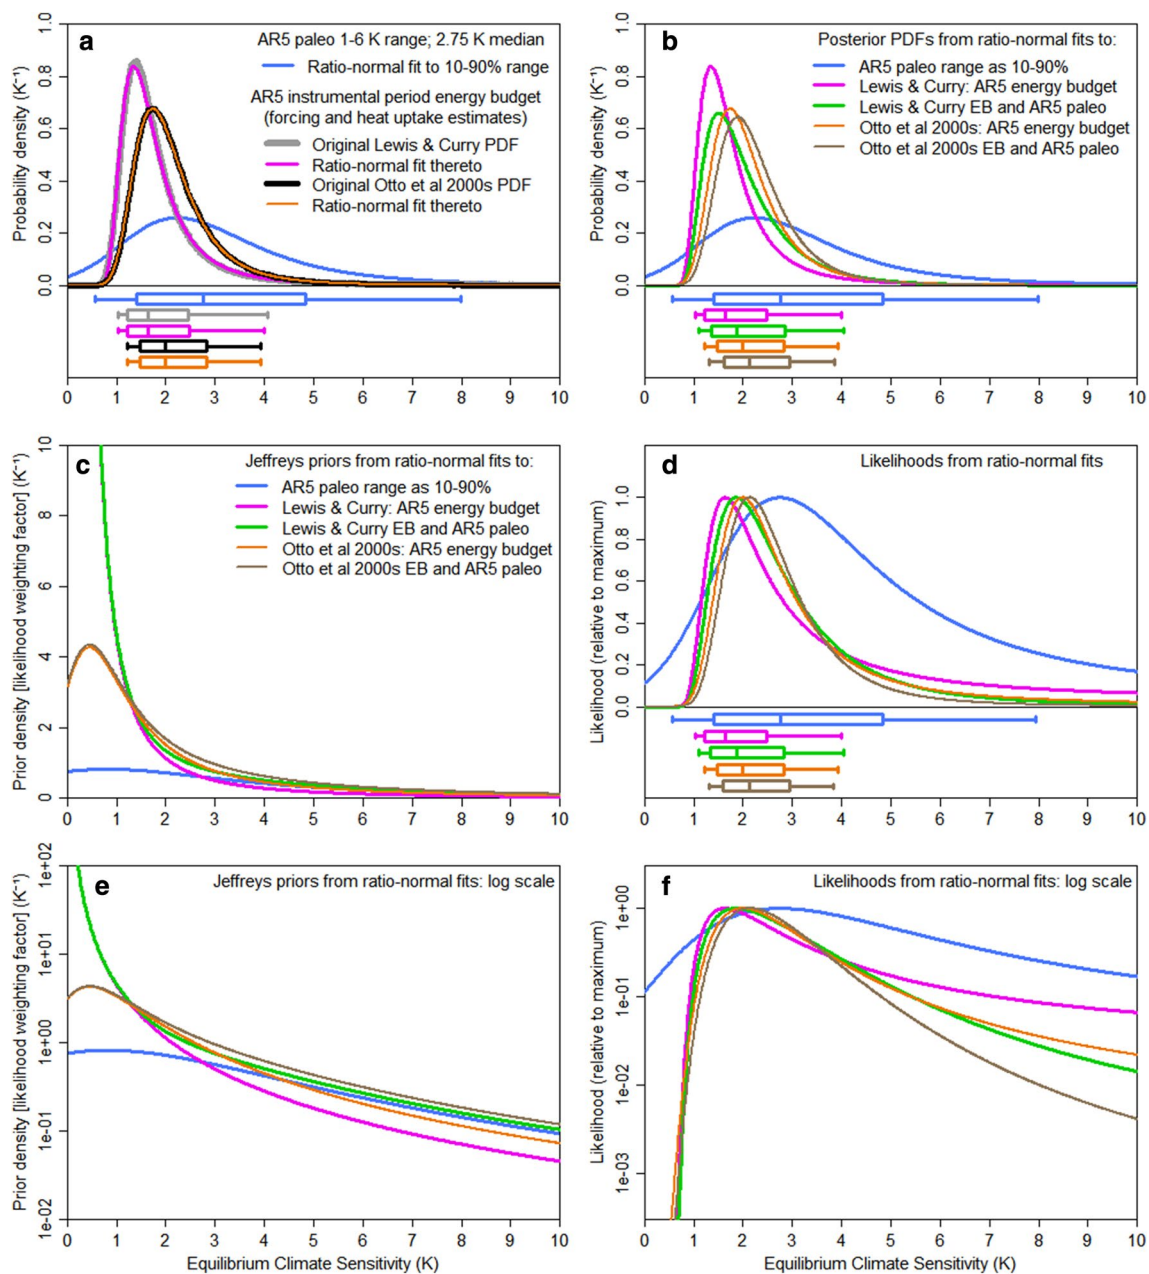 a
AR5 paleo 1-6 K range; 2.75 K median
Ratio-normal fit to 10-90% range
AR5 instrumental period energy budget
(forcing and heat uptake estimates)
Original Lewis & Curry PDF
Ratio-normal fit thereto
Original Otto et al 2000s PDF
Ratio-normal fit thereto
Probability density (K⁻¹)
0.0 0.2 0.4 0.6 0.8 1.0
0 1 2 3 4 5 6 7 8 9 10
b
Posterior PDFs from ratio-normal fits to:
AR5 paleo range as 10-90%
Lewis & Curry: AR5 energy budget
Lewis & Curry EB and AR5 paleo
Otto et al 2000s: AR5 energy budget
Otto et al 2000s EB and AR5 paleo
Probability density (K⁻¹)
0.0 0.2 0.4 0.6 0.8 1.0
0 1 2 3 4 5 6 7 8 9 10
c
Jeffreys priors from ratio-normal fits to:
AR5 paleo range as 10-90%
Lewis & Curry: AR5 energy budget
Lewis & Curry EB and AR5 paleo
Otto et al 2000s: AR5 energy budget
Otto et al 2000s EB and AR5 paleo
Prior density [likelihood weighting factor] (K⁻¹)
0 2 4 6 8 10
0 1 2 3 4 5 6 7 8 9 10
d
Likelihoods from ratio-normal fits
Likelihood (relative to maximum)
0.0 0.2 0.4 0.6 0.8 1.0
0 1 2 3 4 5 6 7 8 9 10
e
Jeffreys priors from ratio-normal fits: log scale
Prior density [likelihood weighting factor] (K⁻¹)
1e-02 1e-01 1e+00 1e+01 1e+02
0 1 2 3 4 5 6 7 8 9 10
Equilibrium Climate Sensitivity (K)
f
Likelihoods from ratio-normal fits: log scale
Likelihood (relative to maximum)
1e-03 1e-02 1e-01 1e+00
0 1 2 3 4 5 6 7 8 9 10
Equilibrium Climate Sensitivity (K)